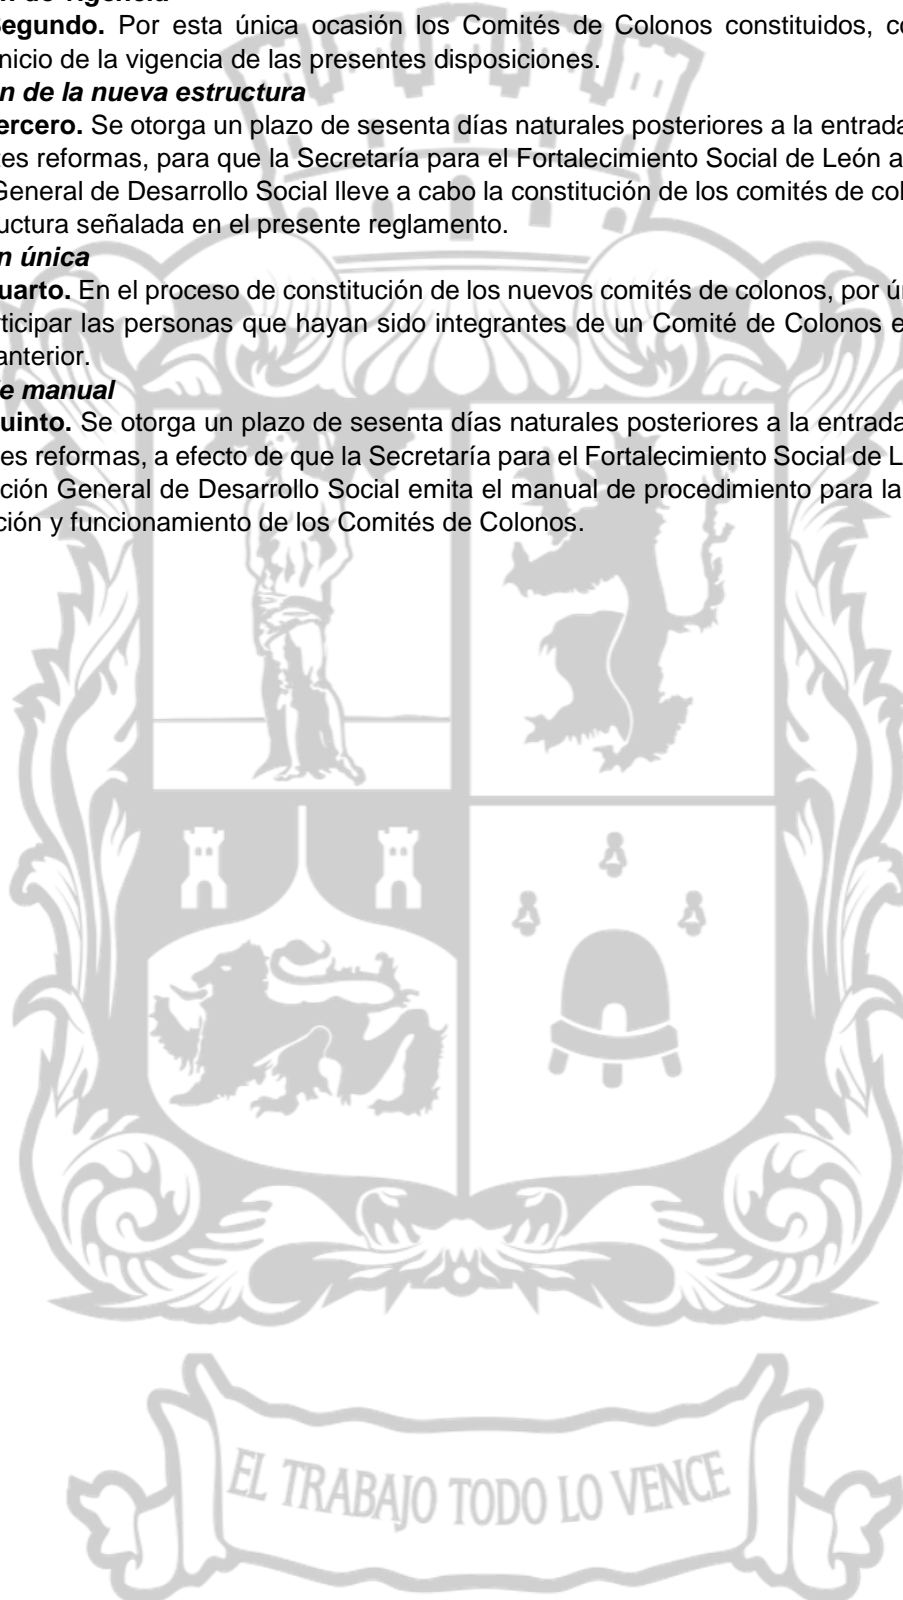 n de vigencia
Segundo. Por esta única ocasión los Comités de Colonos constituidos, co
nicio de la vigencia de las presentes disposiciones.
n de la nueva estructura
ercero. Se otorga un plazo de sesenta días naturales posteriores a la entrada
tes reformas, para que la Secretaría para el Fortalecimiento Social de León a
General de Desarrollo Social lleve a cabo la constitución de los comités de col
uctura señalada en el presente reglamento.
n única
uarto. En el proceso de constitución de los nuevos comités de colonos, por ún
rticipar las personas que hayan sido integrantes de un Comité de Colonos e
anterior.
e manual
uinto. Se otorga un plazo de sesenta días naturales posteriores a la entrada
es reformas, a efecto de que la Secretaría para el Fortalecimiento Social de L
ción General de Desarrollo Social emita el manual de procedimiento para la
ción y funcionamiento de los Comités de Colonos.
EL TRABAJO TODO LO VENCE